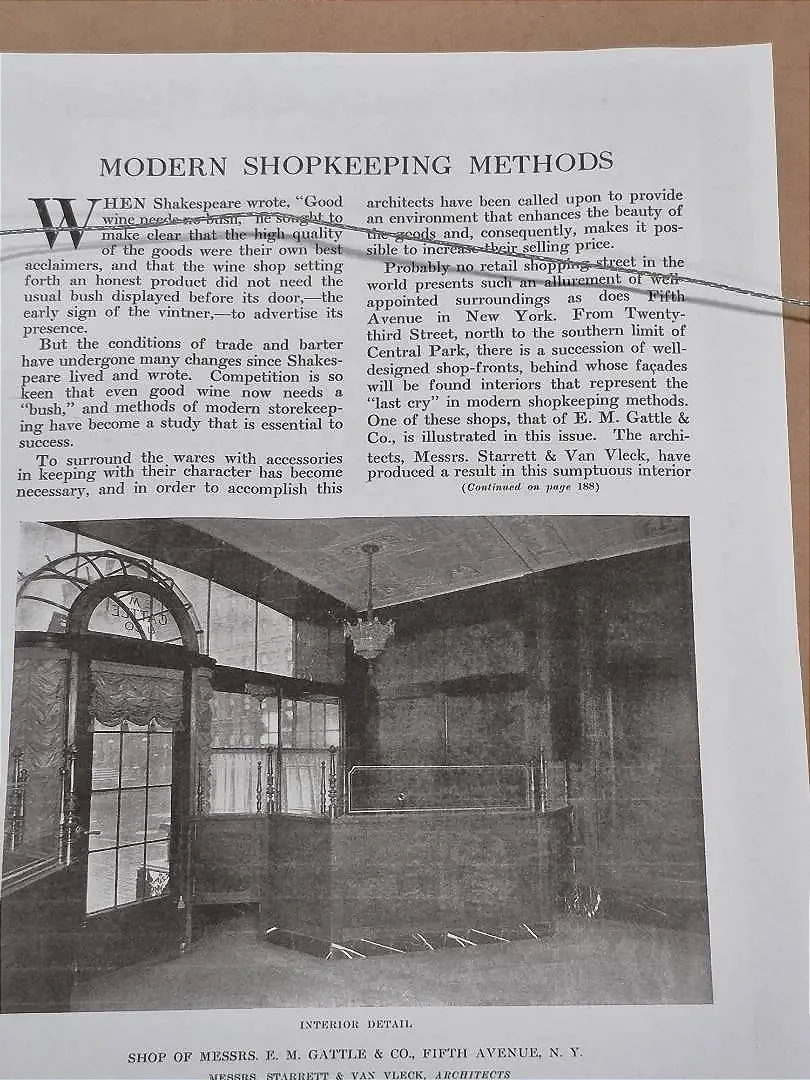 MODERN SHOPKEEPING METHODS
WHEN Shakespeare wrote, “Good
wine needs no bush,” he sought to
make clear that the high quality
of the goods were their own best
acclaimers, and that the wine shop setting
forth an honest product did not need the
usual bush displayed before its door,—the
early sign of the vintner,—to advertise its
presence.
But the conditions of trade and barter
have undergone many changes since Shakes-
peare lived and wrote. Competition is so
keen that even good wine now needs a
“bush,” and methods of modern storekeep-
ing have become a study that is essential to
success.
To surround the wares with accessories
in keeping with their character has become
necessary, and in order to accomplish this
architects have been called upon to provide
an environment that enhances the beauty of
the goods and, consequently, makes it pos-
sible to increase their selling price.
Probably no retail shopping street in the
world presents such an allurement of well-
appointed surroundings as does Fifth
Avenue in New York. From Twenty-
third Street, north to the southern limit of
Central Park, there is a succession of well-
designed shop-fronts, behind whose façades
will be found interiors that represent the
“last cry” in modern shopkeeping methods.
One of these shops, that of E. M. Gattle &
Co., is illustrated in this issue. The archi-
tects, Messrs. Starrett & Van Vleck, have
produced a result in this sumptuous interior
(Continued on page 188)
E M
GATTLE
& CO
INTERIOR DETAIL
SHOP OF MESSRS. E. M. GATTLE & CO., FIFTH AVENUE, N. Y.
MESSRS. STARRETT & VAN VLECK, ARCHITECTS